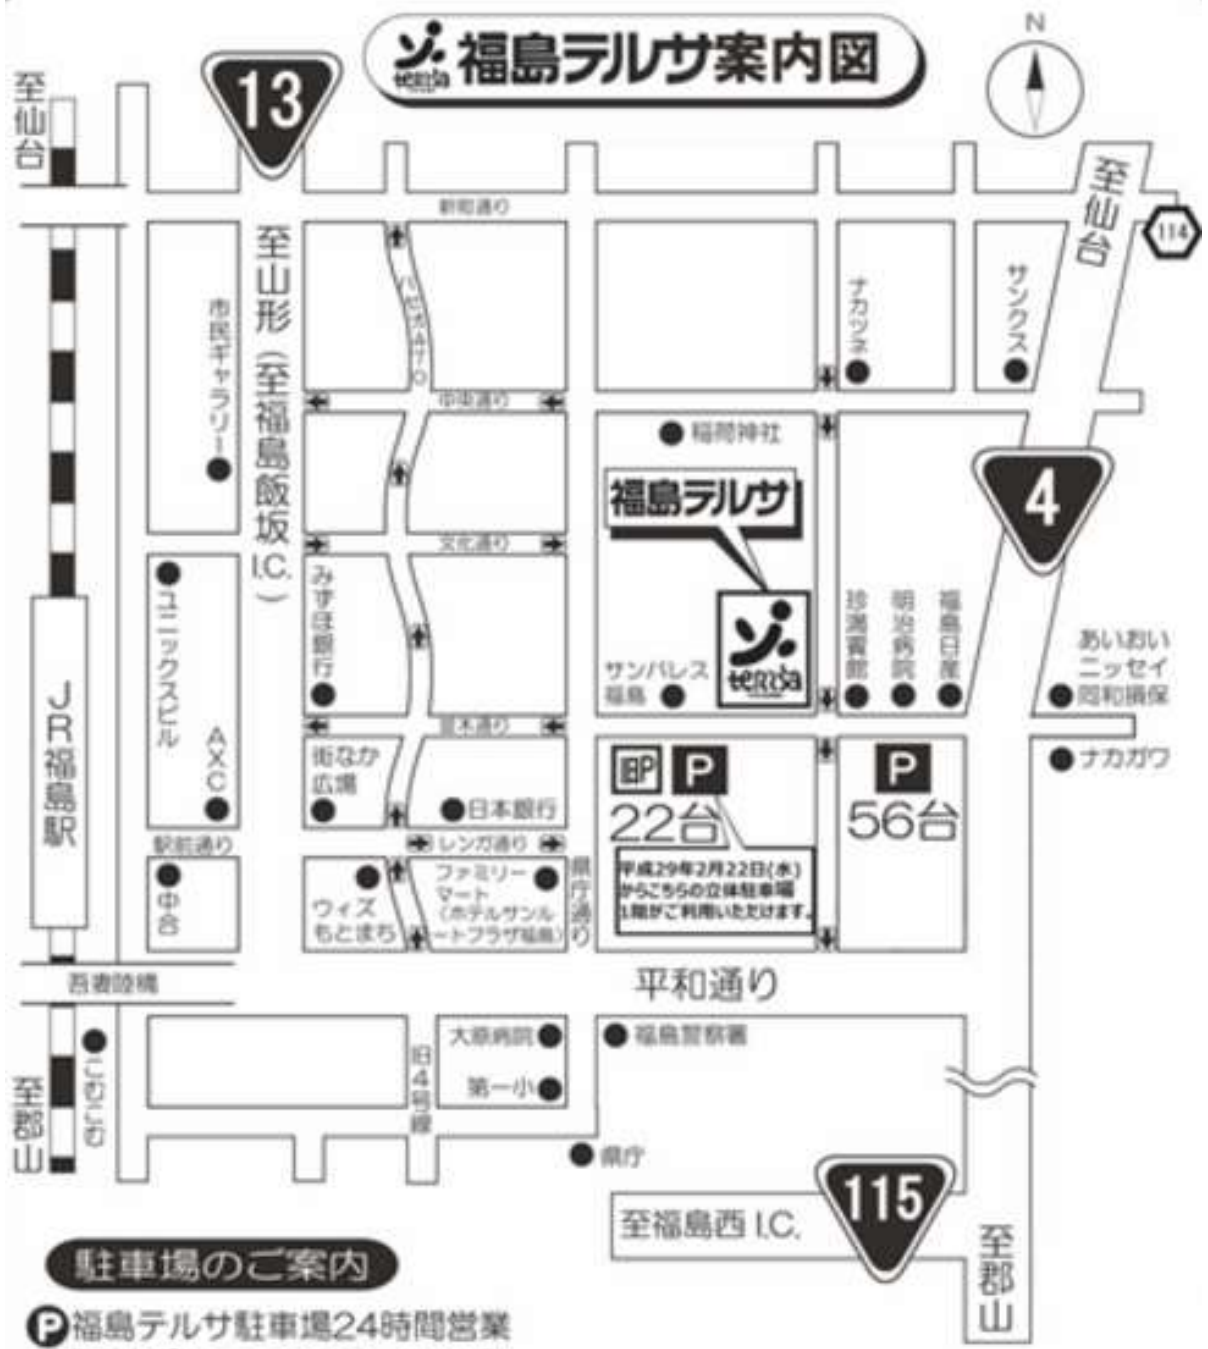 terrsa
福島テルサ案内図
N
13
至仙台
新町通り
至仙台
114
至山形(至福島飯坂I.C.)
市民ギャラリー
ナカツネ
サンクス
中央通り
稲荷神社
福島テルサ
4
文化通り
みずほ銀行
ユニックスビル
AXC
サンパレス
福島
terrsa
珍満賓館
明治病院
福島日産
あいおい
ニッセイ
同和損保
並木通り
JR福島駅
街なか
広場
日本銀行
旧P
P
22台
P
56台
ナカガワ
駅前通り
レンガ通り
中合
ウィズ
もとまち
ファミリー
マート
(ホテルサンル
ートプラザ福島)
県庁通り
平成29年2月22日(水)
からこちらの立体駐車場
1階がご利用いただけます。
吾妻陸橋
平和通り
こむこむ
至郡山
旧4号線
大原病院
第一小
福島警察署
県庁
115
至福島西I.C.
至郡山
駐車場のご案内
P福島テルサ駐車場24時間営業